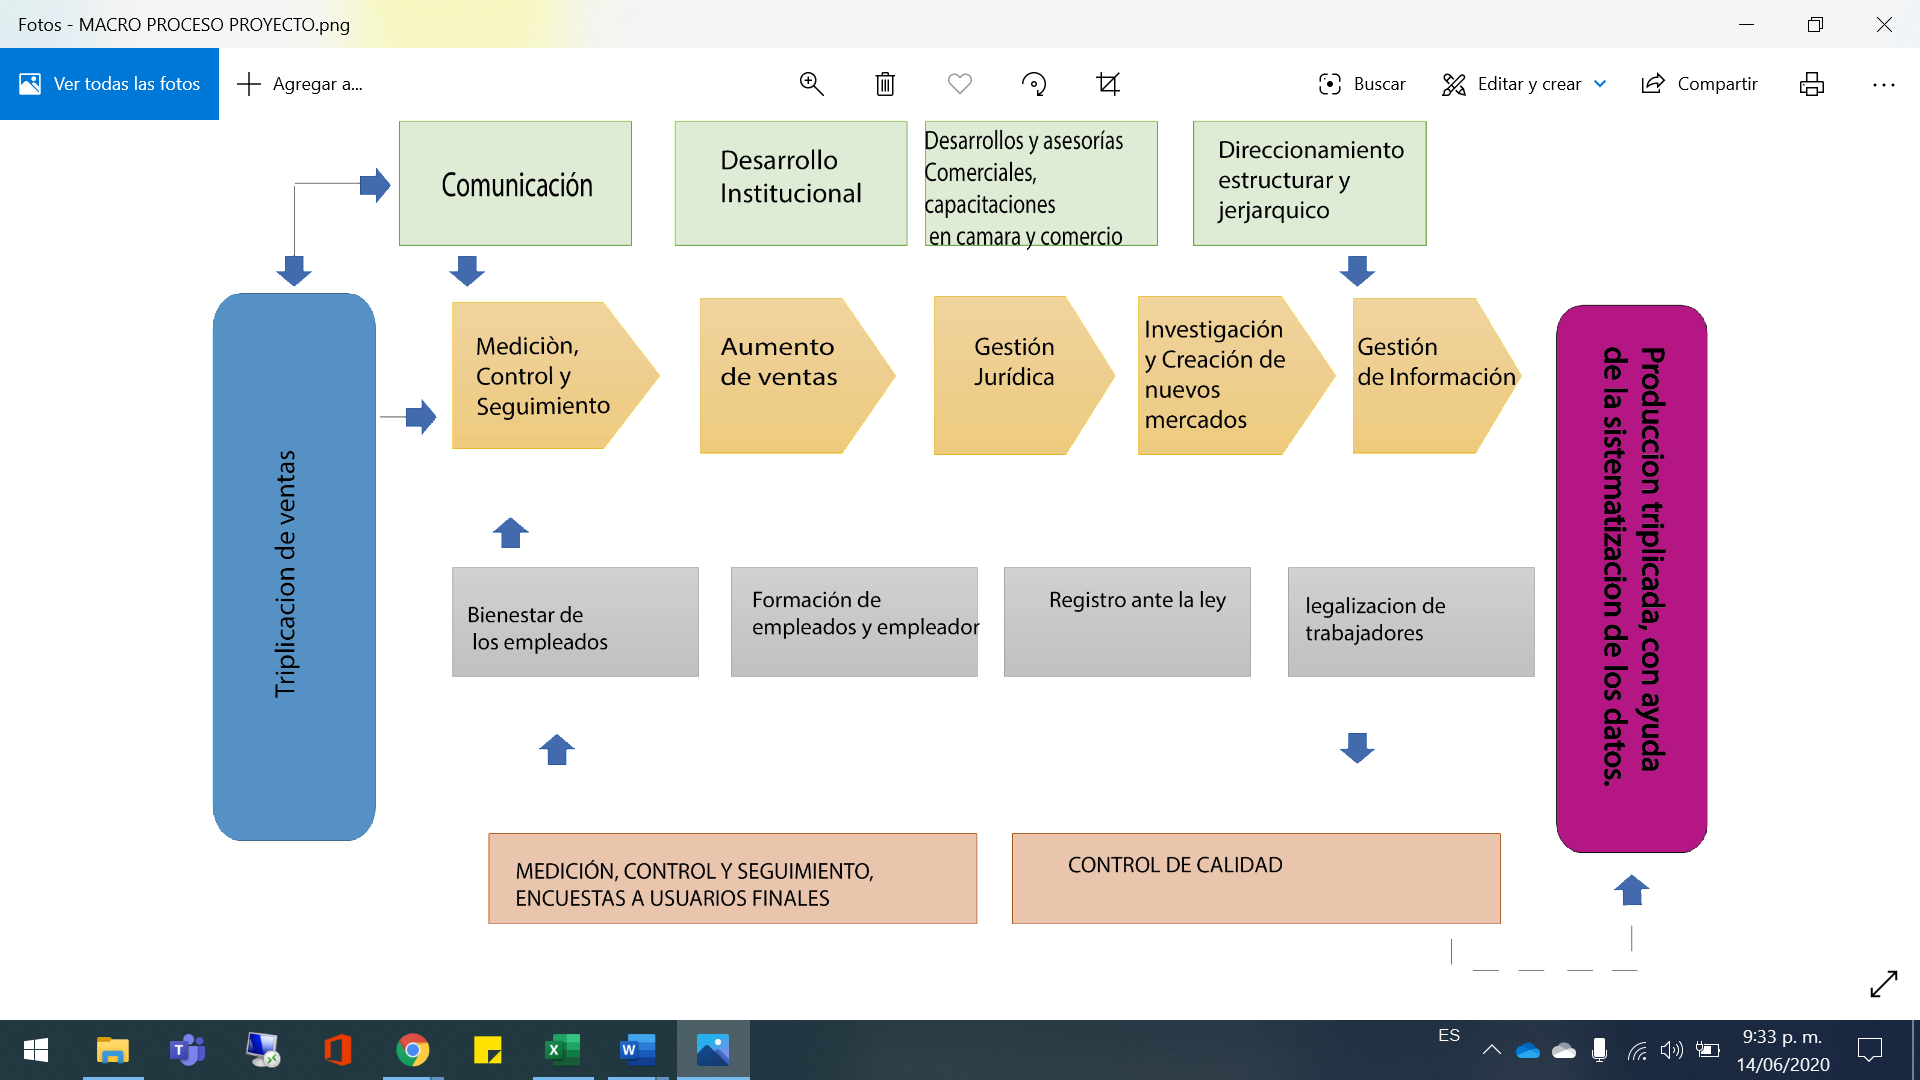 Fotos - MACRO PROCESO PROYECTO.png
Ver todas las fotos
Agregar a...
Buscar
Editar y crear
Compartir
Comunicación
Desarrollo
Institucional
Desarrollos y asesorías
Comerciales,
capacitaciones
en camara y comercio
Direccionamiento
estructurar y
jerjarquico
Triplicacion de ventas
Mediciòn,
Control y
Seguimiento
Aumento
de ventas
Gestión
Jurídica
Investigación
y Creación de
nuevos
mercados
Gestión
de Información
Produccion triplicada, con ayuda
de la sistematizacion de los datos.
Bienestar de
los empleados
Formación de
empleados y empleador
Registro ante la ley
legalizacion de
trabajadores
MEDICIÓN, CONTROL Y SEGUIMIENTO,
ENCUESTAS A USUARIOS FINALES
CONTROL DE CALIDAD
ES
9:33 p. m.
14/06/2020